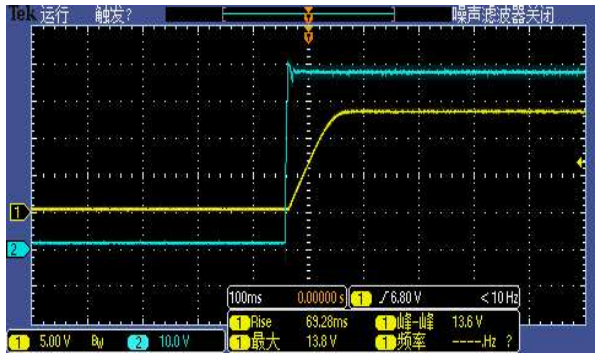 Tek 运行 触发? 噪声滤波器关闭
1
2
100ms 0.00000 s 1 ╱ 6.80 V < 10 Hz
1 Rise 69.28ms 1 峰-峰 13.6 V
1 5.00 V BW 2 10.0 V 1 最大 13.8 V 1 频率 -----.Hz ?